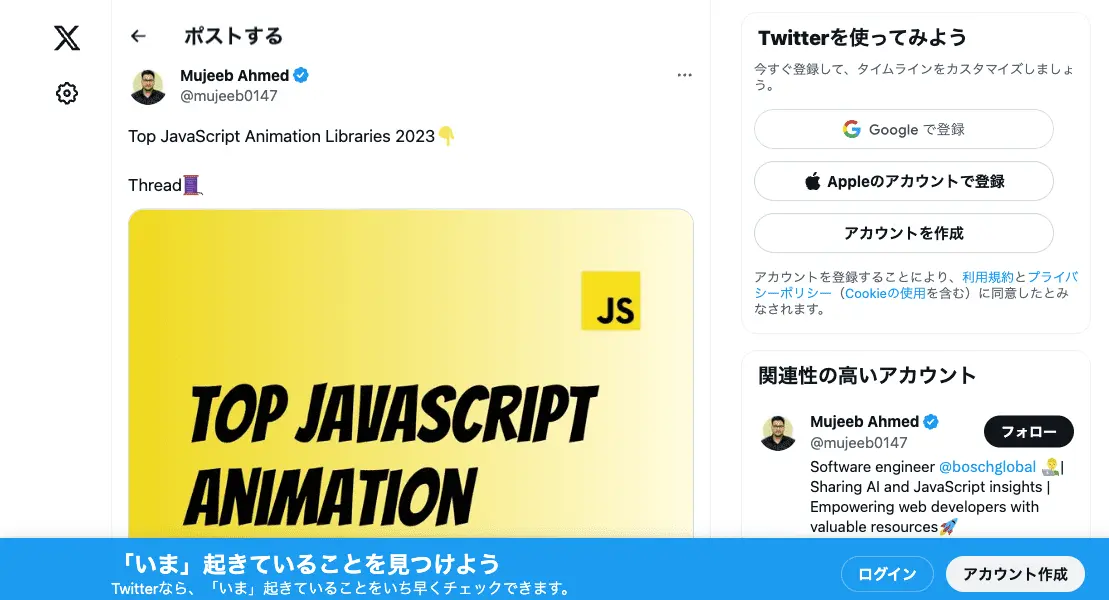 ポストする
Mujeeb Ahmed
@mujeeb0147
Top JavaScript Animation Libraries 2023👇
Thread🧵
JS
TOP JAVASCRIPT
ANIMATION
Twitterを使ってみよう
今すぐ登録して、タイムラインをカスタマイズしましょ
う。
Google で登録
Appleのアカウントで登録
アカウントを作成
アカウントを登録することにより、利用規約とプライバ
シーポリシー（Cookieの使用を含む）に同意したとみ
なされます。
関連性の高いアカウント
Mujeeb Ahmed
@mujeeb0147
フォロー
Software engineer @boschglobal 👨‍💻|
Sharing AI and JavaScript insights |
Empowering web developers with
valuable resources🚀
「いま」起きていることを見つけよう
Twitterなら、「いま」起きていることをいち早くチェックできます。
ログイン
アカウント作成